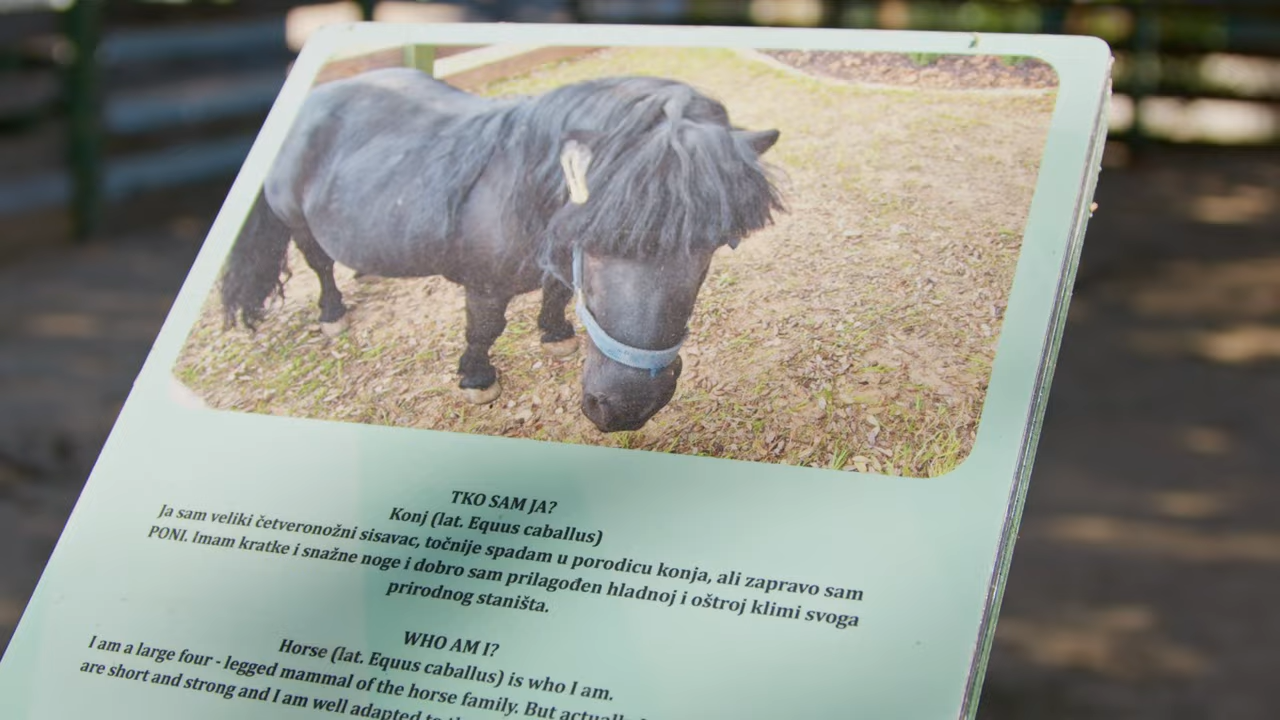 TKO SAM JA?
Konj (lat. Equus caballus)
Ja sam veliki četveronožni sisavac, točnije spadam u porodicu konja, ali zapravo sam
PONI. Imam kratke i snažne noge i dobro sam prilagođen hladnoj i oštroj klimi svoga
prirodnog staništa.
WHO AM I?
Horse (lat. Equus caballus) is who I am.
I am a large four - legged mammal of the horse family. But actually
are short and strong and I am well adapted to